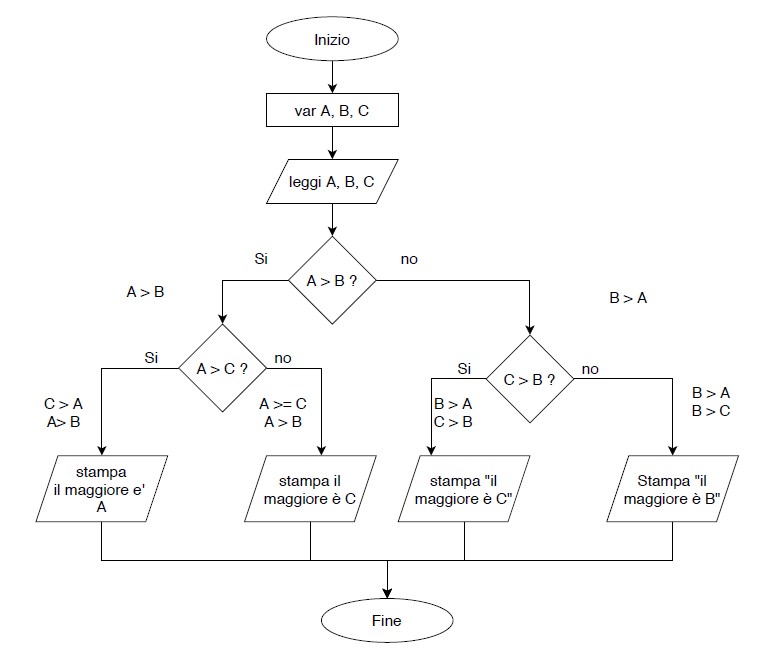 Inizio
var A, B, C
leggi A, B, C
Si
A > B ?
no
A > B
B > A
Si
A > C ?
no
Si
C > B ?
no
C > A
A> B
A >= C
A > B
B > A
C > B
B > A
B > C
stampa
il maggiore e'
A
stampa il
maggiore è C
stampa "il
maggiore è C"
Stampa "il
maggiore è B"
Fine